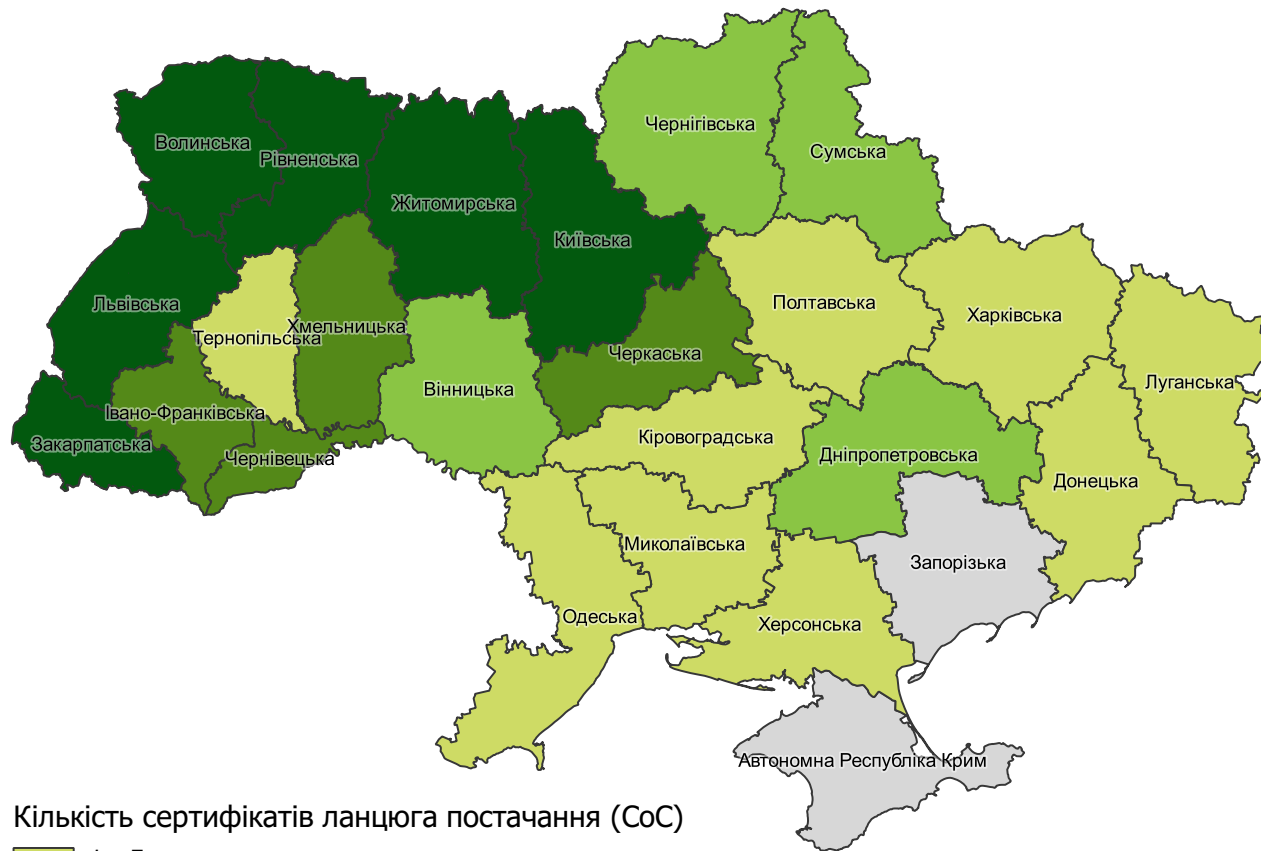 Чернігівська
Сумська
Волинська
Рівненська
Житомирська
Київська
Львівська
Тернопільська
Хмельницька
Черкаська
Полтавська
Харківська
Луганська
Вінницька
Івано-Франківська
Закарпатська
Чернівецька
Кіровоградська
Дніпропетровська
Донецька
Миколаївська
Запорізька
Одеська
Херсонська
Автономна Республіка Крим
Кількість сертифікатів ланцюга постачання (CoC)